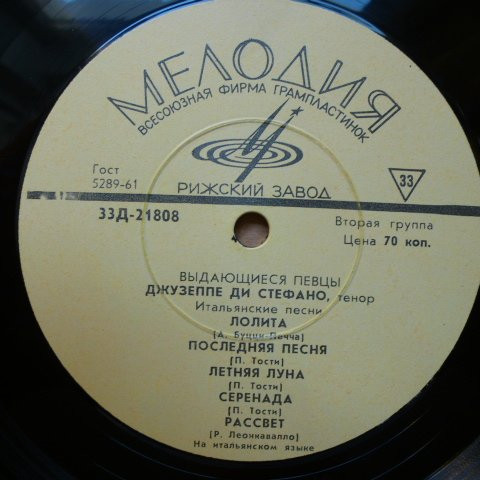 МЕЛОДИЯ
ВСЕСОЮЗНАЯ ФИРМА ГРАМПЛАСТИНОК
Гост
5289-61
РИЖСКИЙ ЗАВОД
33
33Д-21808
Вторая группа
Цена 70 коп.
ВЫДАЮЩИЕСЯ ПЕВЦЫ
ДЖУЗЕППЕ ДИ СТЕФАНО, тенор
Итальянские песни
ЛОЛИТА
(А. Буцци-Печча)
ПОСЛЕДНЯЯ ПЕСНЯ
(П. Тости)
ЛЕТНЯЯ ЛУНА
(П. Тости)
СЕРЕНАДА
(П. Тости)
РАССВЕТ
(Р. Леонкавалло)
На итальянском языке